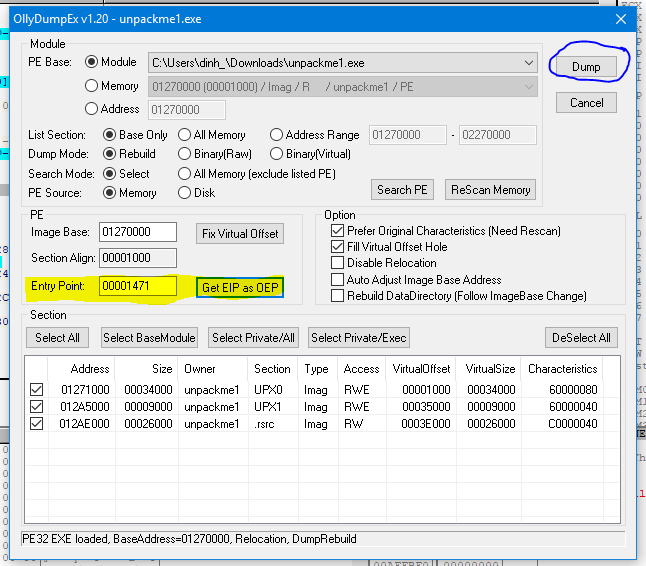 OllyDumpEx v1.20 - unpackme1.exe
Module
PE Base: Module C:\Users\dinh_\Downloads\unpackme1.exe
Dump
Memory 01270000 (00001000) / Imag / R / unpackme1 / PE
Cancel
Address 01270000
List Section: Base Only All Memory Address Range 01270000 - 02270000
Dump Mode: Rebuild Binary(Raw) Binary(Virtual)
Search Mode: Select All Memory (exclude listed PE)
PE Source: Memory Disk Search PE ReScan Memory
PE Option
Image Base: 01270000 Fix Virtual Offset Prefer Original Characteristics (Need Rescan)
Fill Virtual Offset Hole
Section Align: 00001000 Disable Relocation
Entry Point: 00001471 Get EIP as OEP Auto Adjust Image Base Address
Rebuild DataDirectory (Follow ImageBase Change)
Section
Select All Select BaseModule Select Private/All Select Private/Exec DeSelect All
Address Size Owner Section Type Access VirtualOffset VirtualSize Characteristics
01271000 00034000 unpackme1 UPX0 Imag RWE 00001000 00034000 60000080
012A5000 00009000 unpackme1 UPX1 Imag RWE 00035000 00009000 60000040
012AE000 00026000 unpackme1 .rsrc Imag RW 0003E000 00026000 C0000040
PE32 EXE loaded, BaseAddress=01270000, Relocation, DumpRebuild